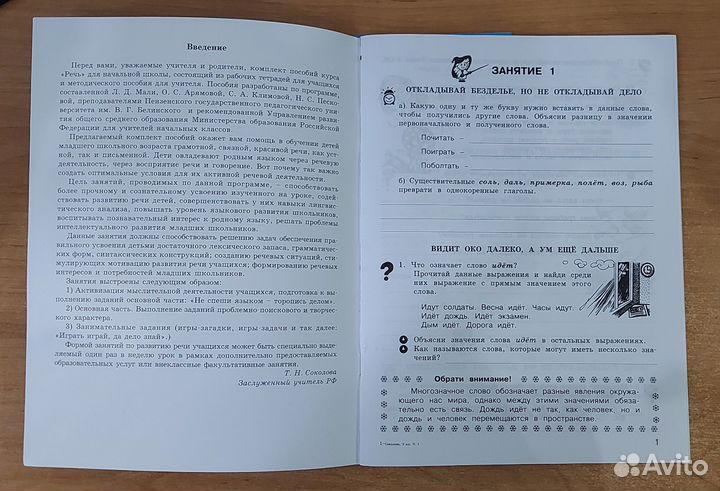 Введение
Перед вами, уважаемые учителя и родители, комплект пособий курса
«Речь» для начальной школы, состоящий из рабочих тетрадей для учащихся
и методического пособия для учителя. Пособия разработаны по программе,
составленной Л. Д. Мали, О. С. Арямовой, С. А. Климовой, Н. С. Песко-
вой, преподавателями Пензенского государственного педагогического уни-
верситета им. В. Г. Белинского и рекомендованной Управлением разви-
тия общего среднего образования Министерства образования Российской
Федерации для учителей начальных классов.
Предлагаемый комплект пособий окажет вам помощь в обучении детей
младшего школьного возраста грамотной, связной, красивой речи, как уст-
ной, так и письменной. Дети овладевают родным языком через речевую
деятельность, через восприятие речи и говорение. Вот почему так важно
создать оптимальные условия для их активной речевой деятельности.
Цель занятий, проводимых по данной программе, – способствовать
более прочному и сознательному усвоению изученного на уроке, содей-
ствовать развитию речи детей, совершенствовать у них навыки лингвис-
тического анализа, повышать уровень языкового развития школьников,
воспитывать познавательный интерес к родному языку, решать проблемы
интеллектуального развития младших школьников.
Данные занятия должны способствовать решению задач обеспечения пра-
вильного усвоения детьми достаточного лексического запаса, грамматичес-
ких форм, синтаксических конструкций; созданию речевых ситуаций, сти-
мулирующих мотивацию развития речи учащихся; формированию речевых
интересов и потребностей младших школьников.
Занятия выстроены следующим образом:
1) Активизация мыслительной деятельности учащихся, подготовка к вы-
полнению заданий основной части: «Не спеши языком – торопись делом».
2) Основная часть. Выполнение заданий проблемно поискового и творчес-
кого характера.
3) Занимательные задания (игры-загадки, игры-задачи и так далее:
«Играть играй, да дело знай».)
Формой занятий по развитию речи учащихся может быть специально выде-
ляемый один раз в неделю урок в рамках дополнительно предоставляемых
образовательных услуг или внеклассные факультативные занятия.
Т. Н. Соколова
Заслуженный учитель РФ
ЗАНЯТИЕ 1
ОТКЛАДЫВАЙ БЕЗДЕЛЬЕ, НО НЕ ОТКЛАДЫВАЙ ДЕЛО
а) Какую одну и ту же букву нужно вставить в данные слова,
чтобы получились другие слова. Объясни разницу в значении
первоначального и полученного слова.
Почитать –
Поиграть –
Поболтать –
б) Существительные соль, даль, примерка, полёт, воз, рыба
преврати в однокоренные глаголы.
ВИДИТ ОКО ДАЛЕКО, А УМ ЕЩЁ ДАЛЬШЕ
?
1. Что означает слово идёт?
Прочитай данные выражения и найди среди
них выражение с прямым значением этого
слова.
Идут солдаты. Весна идёт. Часы идут.
Идёт дождь. Идёт экзамен.
Дым идёт. Дорога идёт.
Объясни значения слова идёт в остальных выражениях.
Как называются слова, которые могут иметь несколько зна-
чений?
Обрати внимание!
Многозначное слово обозначает разные явления окружа-
ющего нас мира, однако между этими значениями обяза-
тельно есть связь. Дождь идёт не так, как человек, но и
дождь и человек перемещаются в пространстве.
1
Avito